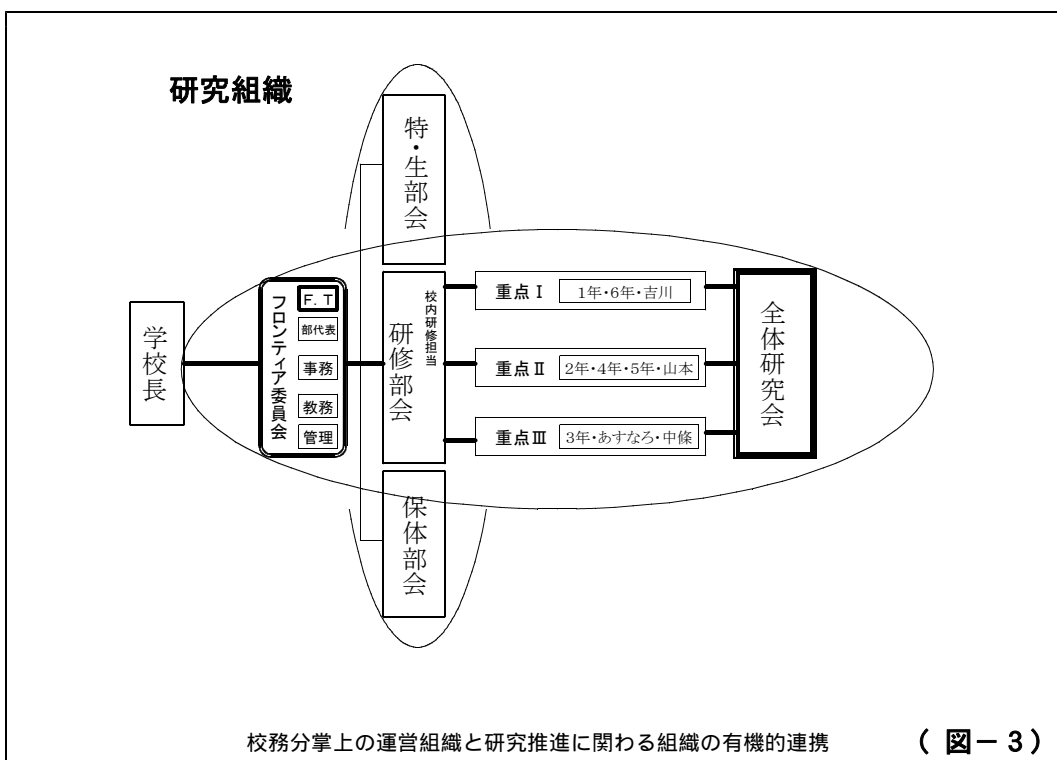 研究組織
学校長
フロンティア委員会
F.T
部代表
事務
教務
管理
特・生部会
校内研修担当
研修部会
保体部会
重点Ⅰ 1年・6年・吉川
重点Ⅱ 2年・4年・5年・山本
重点Ⅲ 3年・あすなろ・中條
全体研究会
校務分掌上の運営組織と研究推進に関わる組織の有機的連携 (図－3)